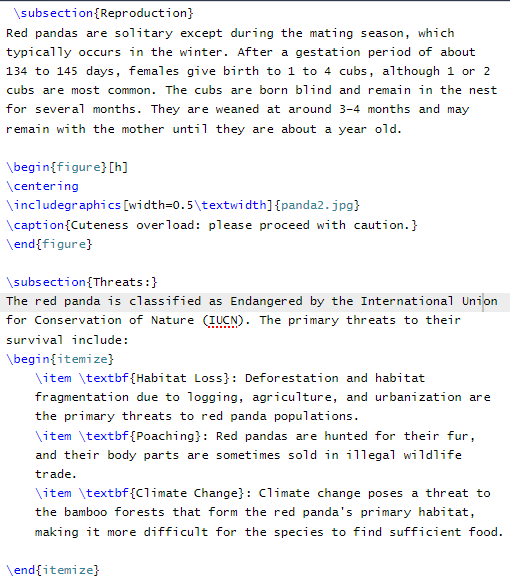 \subsection{Reproduction}
Red pandas are solitary except during the mating season, which
typically occurs in the winter. After a gestation period of about
134 to 145 days, females give birth to 1 to 4 cubs, although 1 or 2
cubs are most common. The cubs are born blind and remain in the nest
for several months. They are weaned at around 3–4 months and may
remain with the mother until they are about a year old.
\begin{figure}[h]
\centering
\includegraphics[width=0.5\textwidth]{panda2.jpg}
\caption{Cuteness overload: please proceed with caution.}
\end{figure}
\subsection{Threats:}
The red panda is classified as Endangered by the International Union
for Conservation of Nature (IUCN). The primary threats to their
survival include:
\begin{itemize}
\item \textbf{Habitat Loss}: Deforestation and habitat
fragmentation due to logging, agriculture, and urbanization are
the primary threats to red panda populations.
\item \textbf{Poaching}: Red pandas are hunted for their fur,
and their body parts are sometimes sold in illegal wildlife
trade.
\item \textbf{Climate Change}: Climate change poses a threat to
the bamboo forests that form the red panda's primary habitat,
making it more difficult for the species to find sufficient food.
\end{itemize}